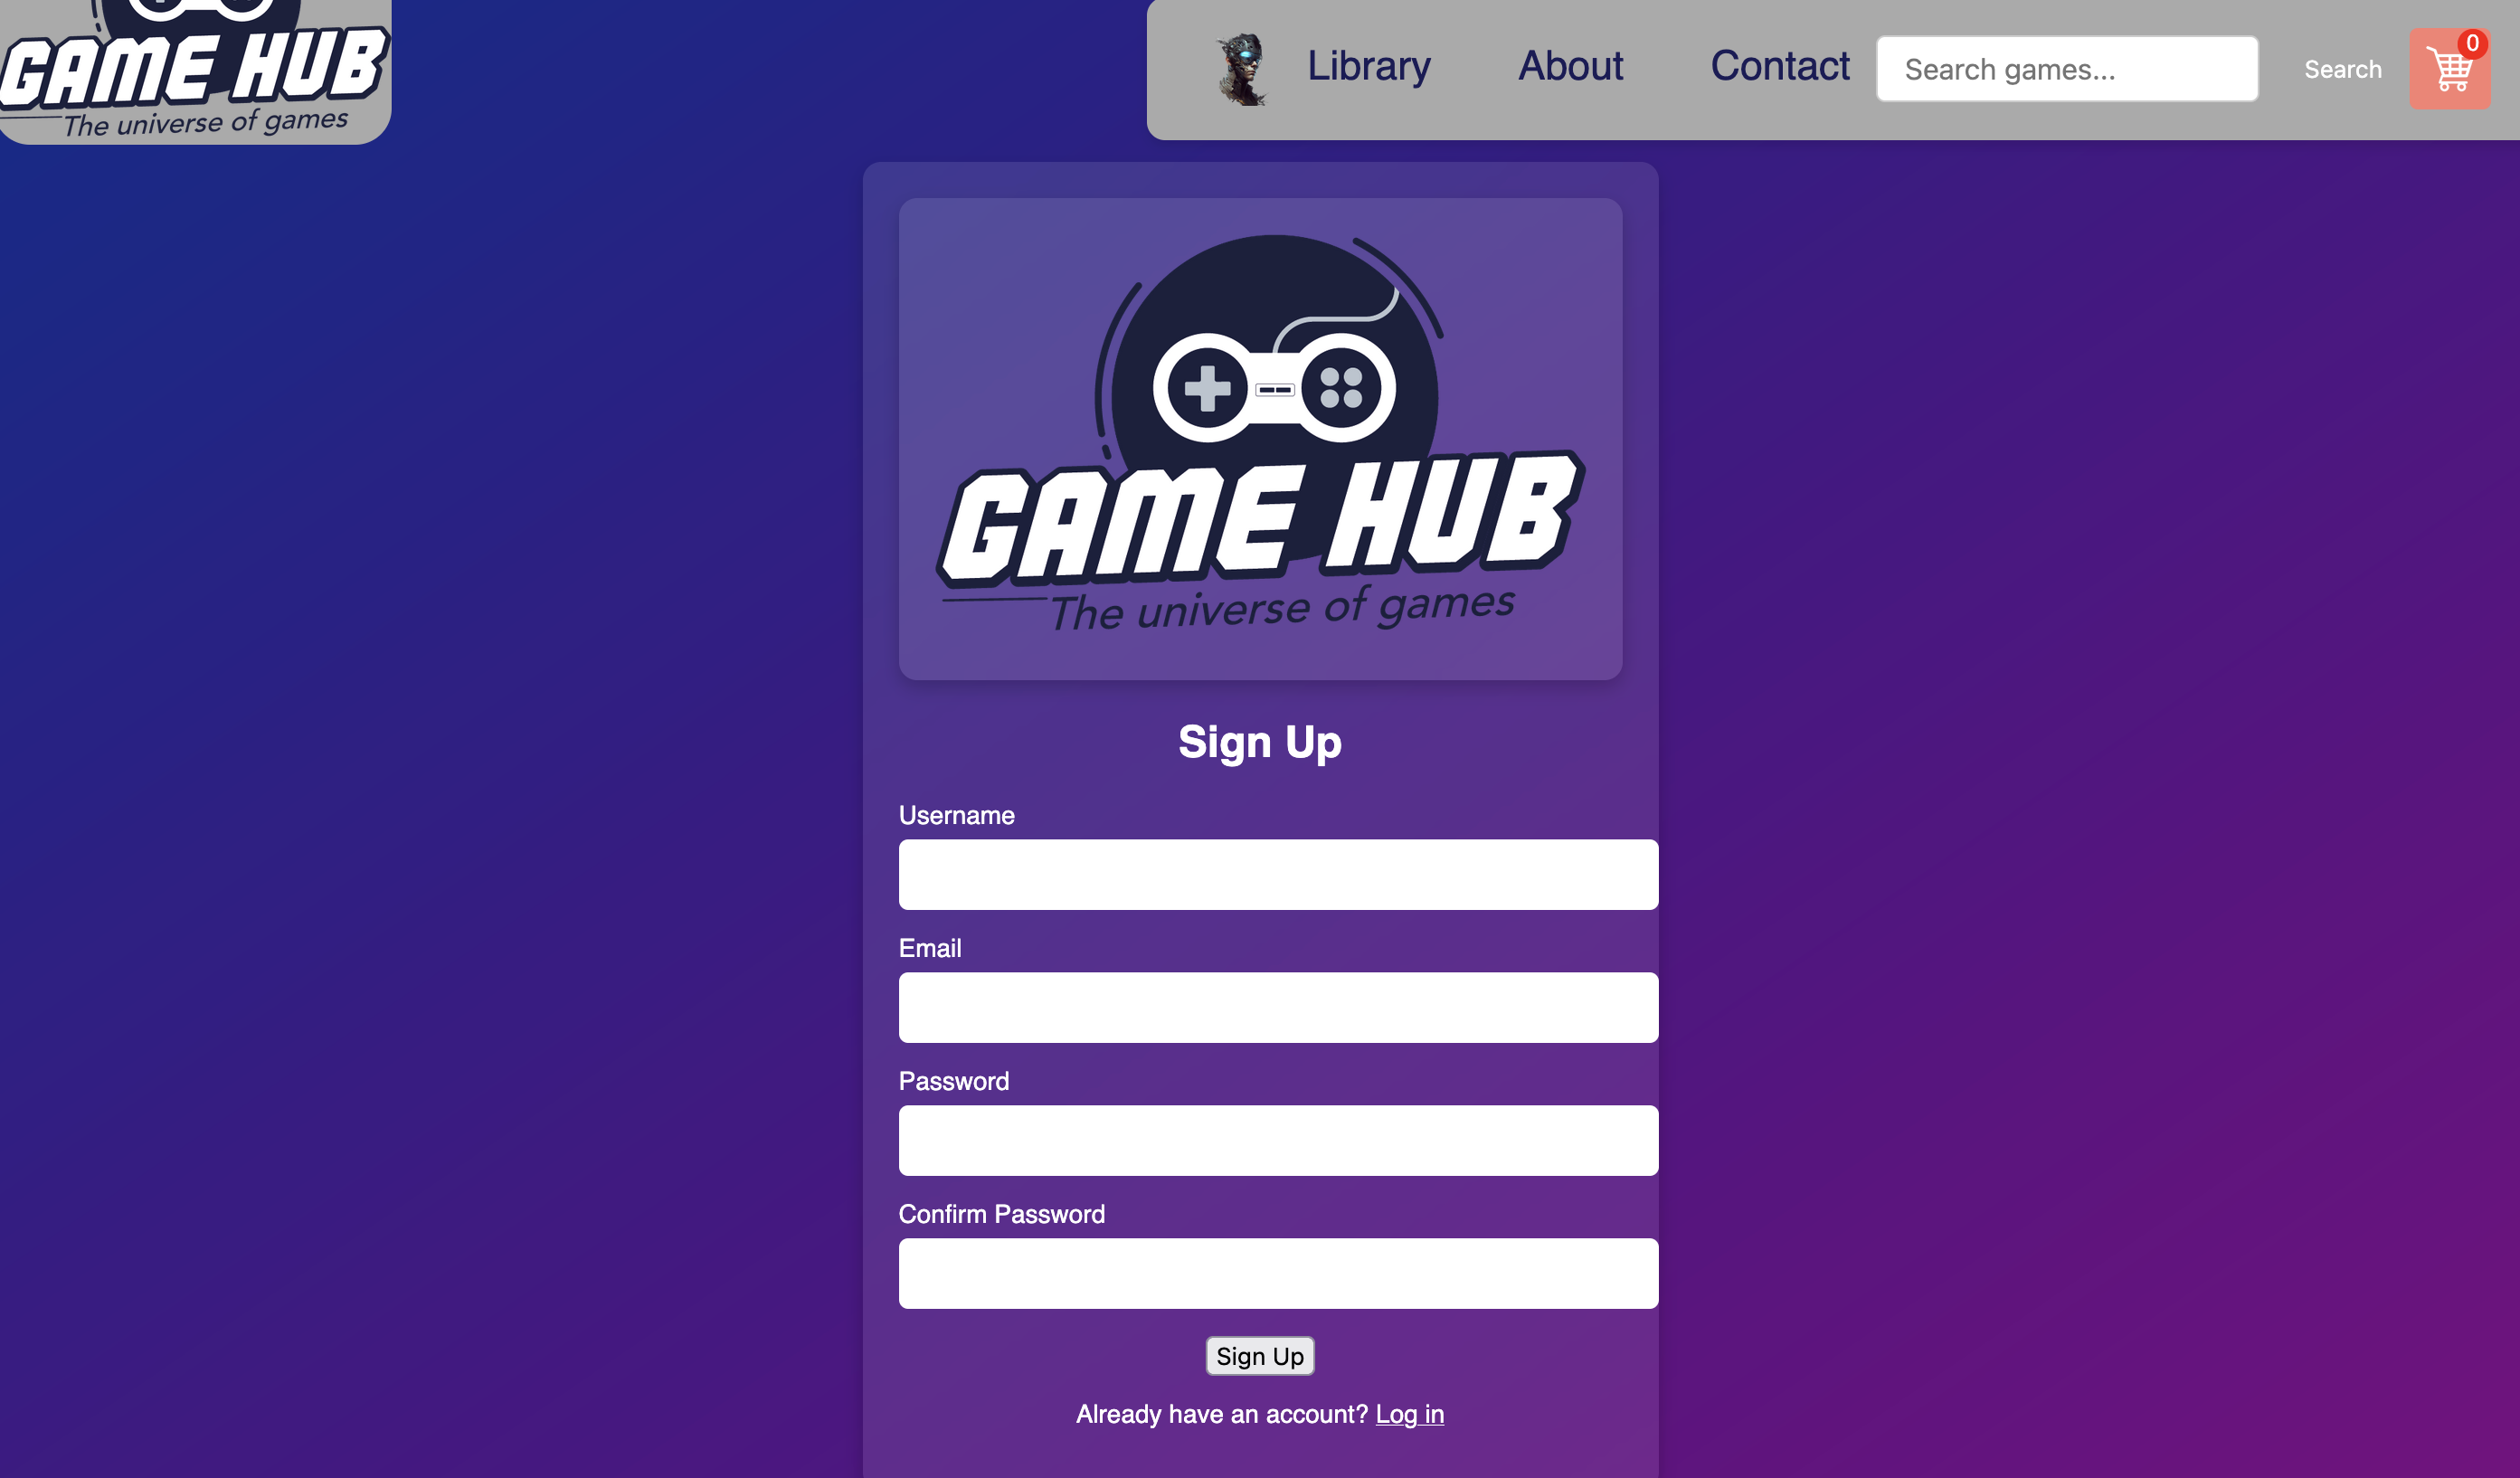 GAME HUB
The universe of games
Library
About
Contact
Search games...
Search
0
GAME HUB
The universe of games
Sign Up
Username
Email
Password
Confirm Password
Sign Up
Already have an account? Log in